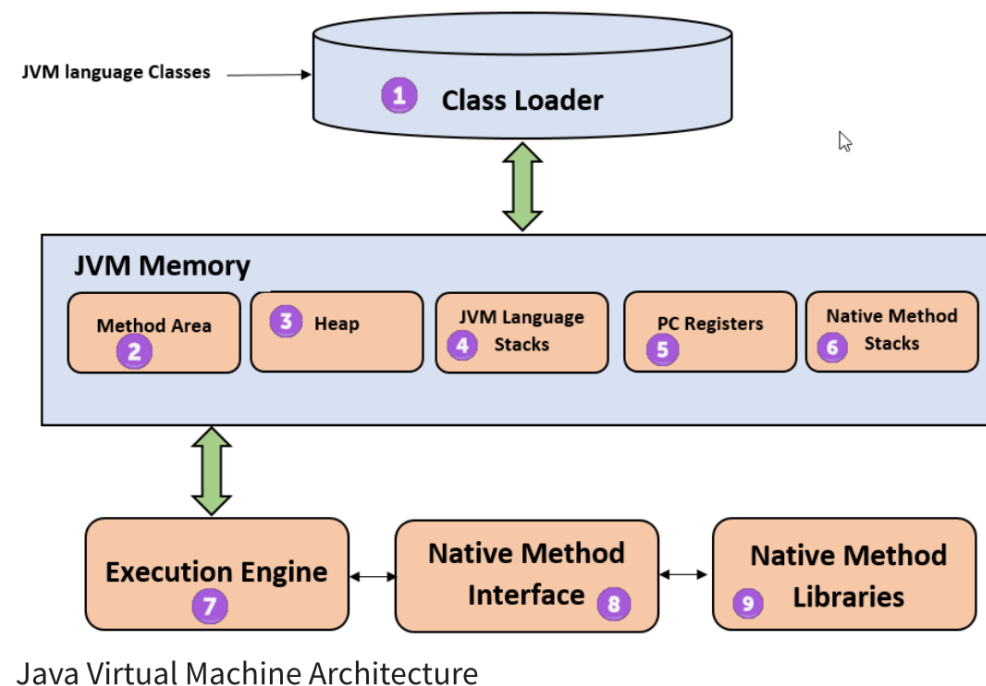 JVM language Classes
1 Class Loader
JVM Memory
Method Area
2
3 Heap
JVM Language
4 Stacks
PC Registers
5
Native Method
6 Stacks
Execution Engine
7
Native Method
Interface 8
Native Method
9 Libraries
Java Virtual Machine Architecture